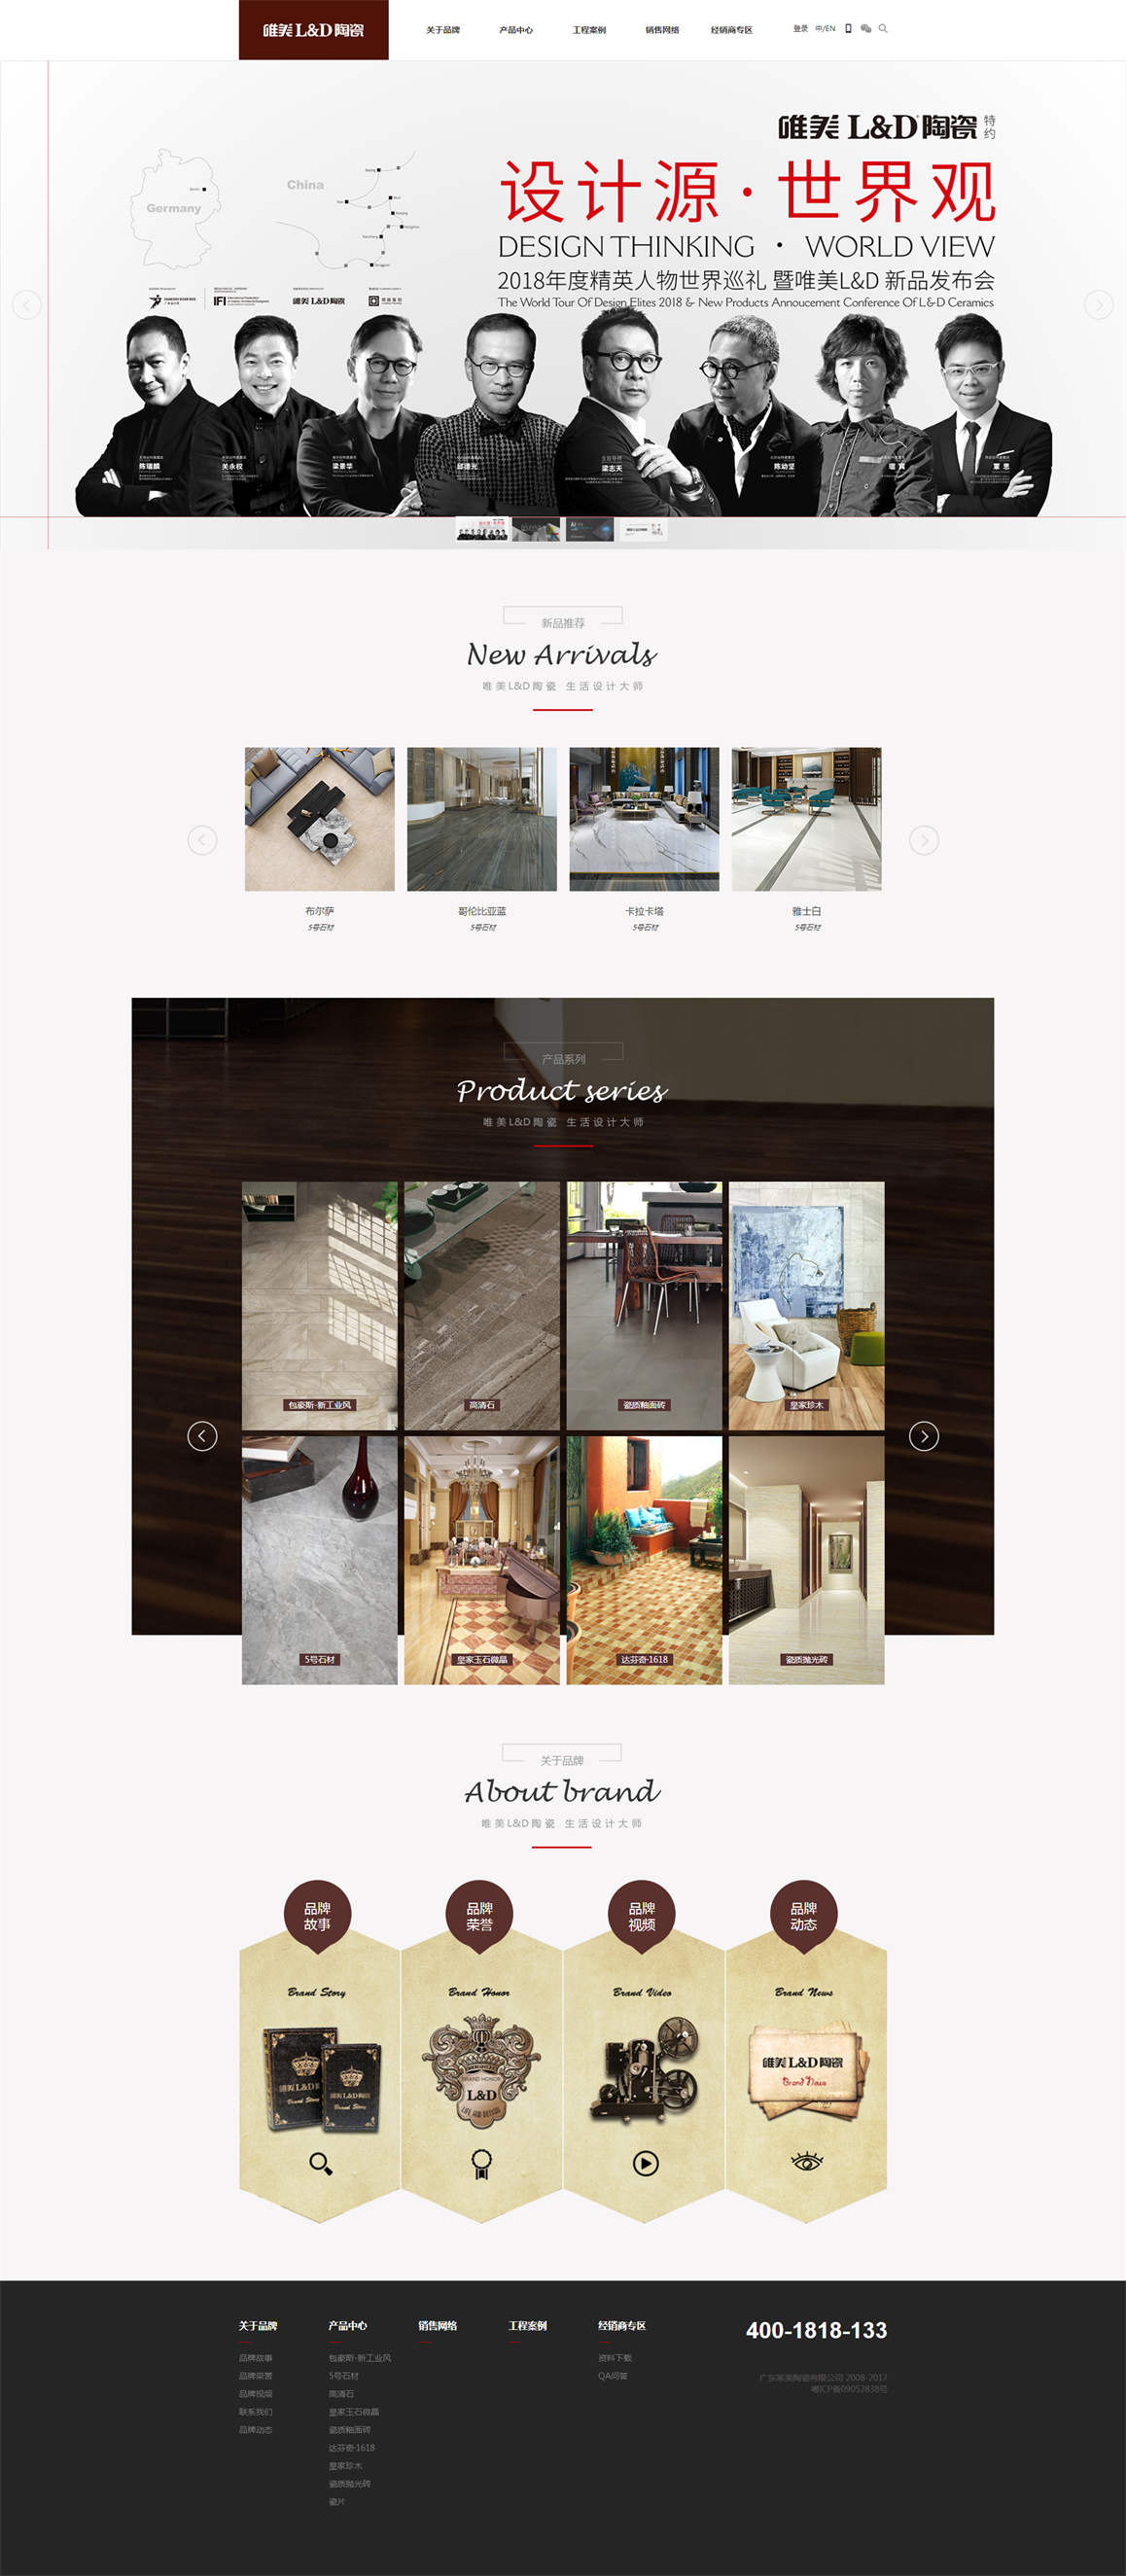 唯美 L&D 陶瓷
关于品牌
产品中心
工程案例
销售网络
经销商专区
登录
中/EN
唯美 L&D 陶瓷 特约
设计源·世界观
DESIGN THINKING · WORLD VIEW
2018年度精英人物世界巡礼 暨唯美L&D 新品发布会
The World Tour Of Design Elites 2018 & New Products Annoucement Conference Of L&D Ceramics
Germany
China
IFI
唯美 L&D 陶瓷
陈瑞麟
关永权
梁景华
邱德光
梁志天
陈幼坚
琚宾
覃思
新品推荐
New Arrivals
唯美L&D陶瓷 生活设计大师
布尔萨
5号石材
哥伦比亚蓝
5号石材
卡拉卡塔
5号石材
雅士白
5号石材
产品系列
Product series
唯美L&D陶瓷 生活设计大师
包豪斯-新工业风
高清石
瓷质釉面砖
皇家珍木
5号石材
皇家玉石微晶
达芬奇·1618
瓷质抛光砖
关于品牌
About brand
唯美L&D陶瓷 生活设计大师
品牌故事
品牌荣誉
品牌视频
品牌动态
Brand Story
Brand Honor
Brand Video
Brand News
唯美 L&D
Brand Story
BRAND HONOR
L&D
唯美 L&D 陶瓷
Brand News
关于品牌
品牌故事
品牌荣誉
品牌视频
联系我们
品牌动态
产品中心
包豪斯-新工业风
5号石材
高清石
皇家玉石微晶
瓷质釉面砖
达芬奇·1618
皇家珍木
瓷质抛光砖
瓷片
销售网络
工程案例
经销商专区
资料下载
QA问答
400-1818-133
广东家美陶瓷有限公司 2008-2017
粤ICP备09052838号